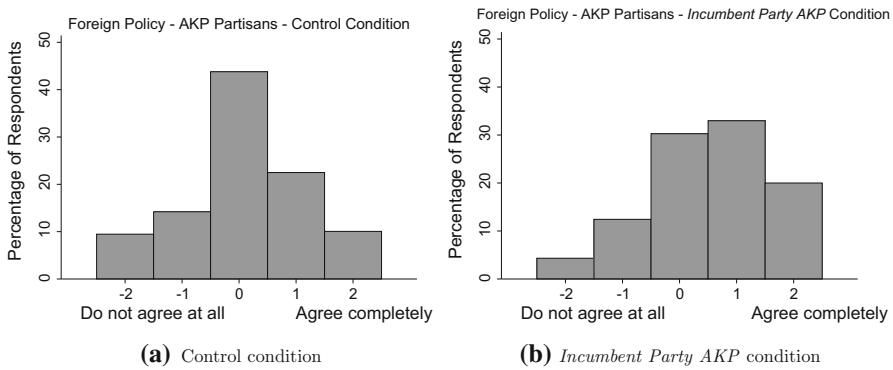 Foreign Policy - AKP Partisans - Control Condition
Percentage of Respondents
50
40
30
20
10
0
-2 -1 0 1 2
Do not agree at all Agree completely
(a) Control condition
Foreign Policy - AKP Partisans - Incumbent Party AKP Condition
Percentage of Respondents
50
40
30
20
10
0
-2 -1 0 1 2
Do not agree at all Agree completely
(b) Incumbent Party AKP condition